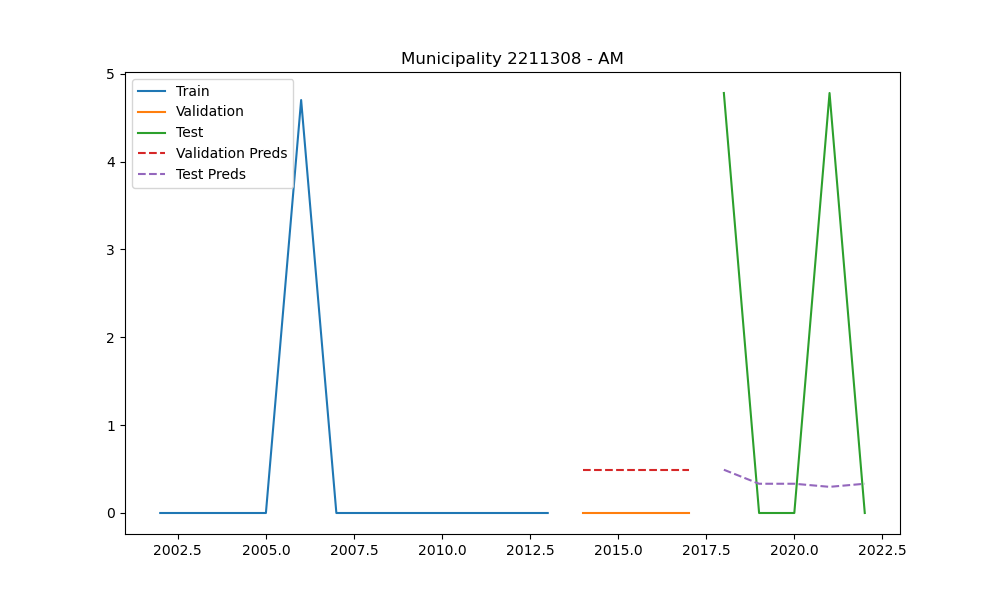 Municipality 2211308 - AM
5
4
3
2
1
0
Train
Validation
Test
Validation Preds
Test Preds
2002.5 2005.0 2007.5 2010.0 2012.5 2015.0 2017.5 2020.0 2022.5